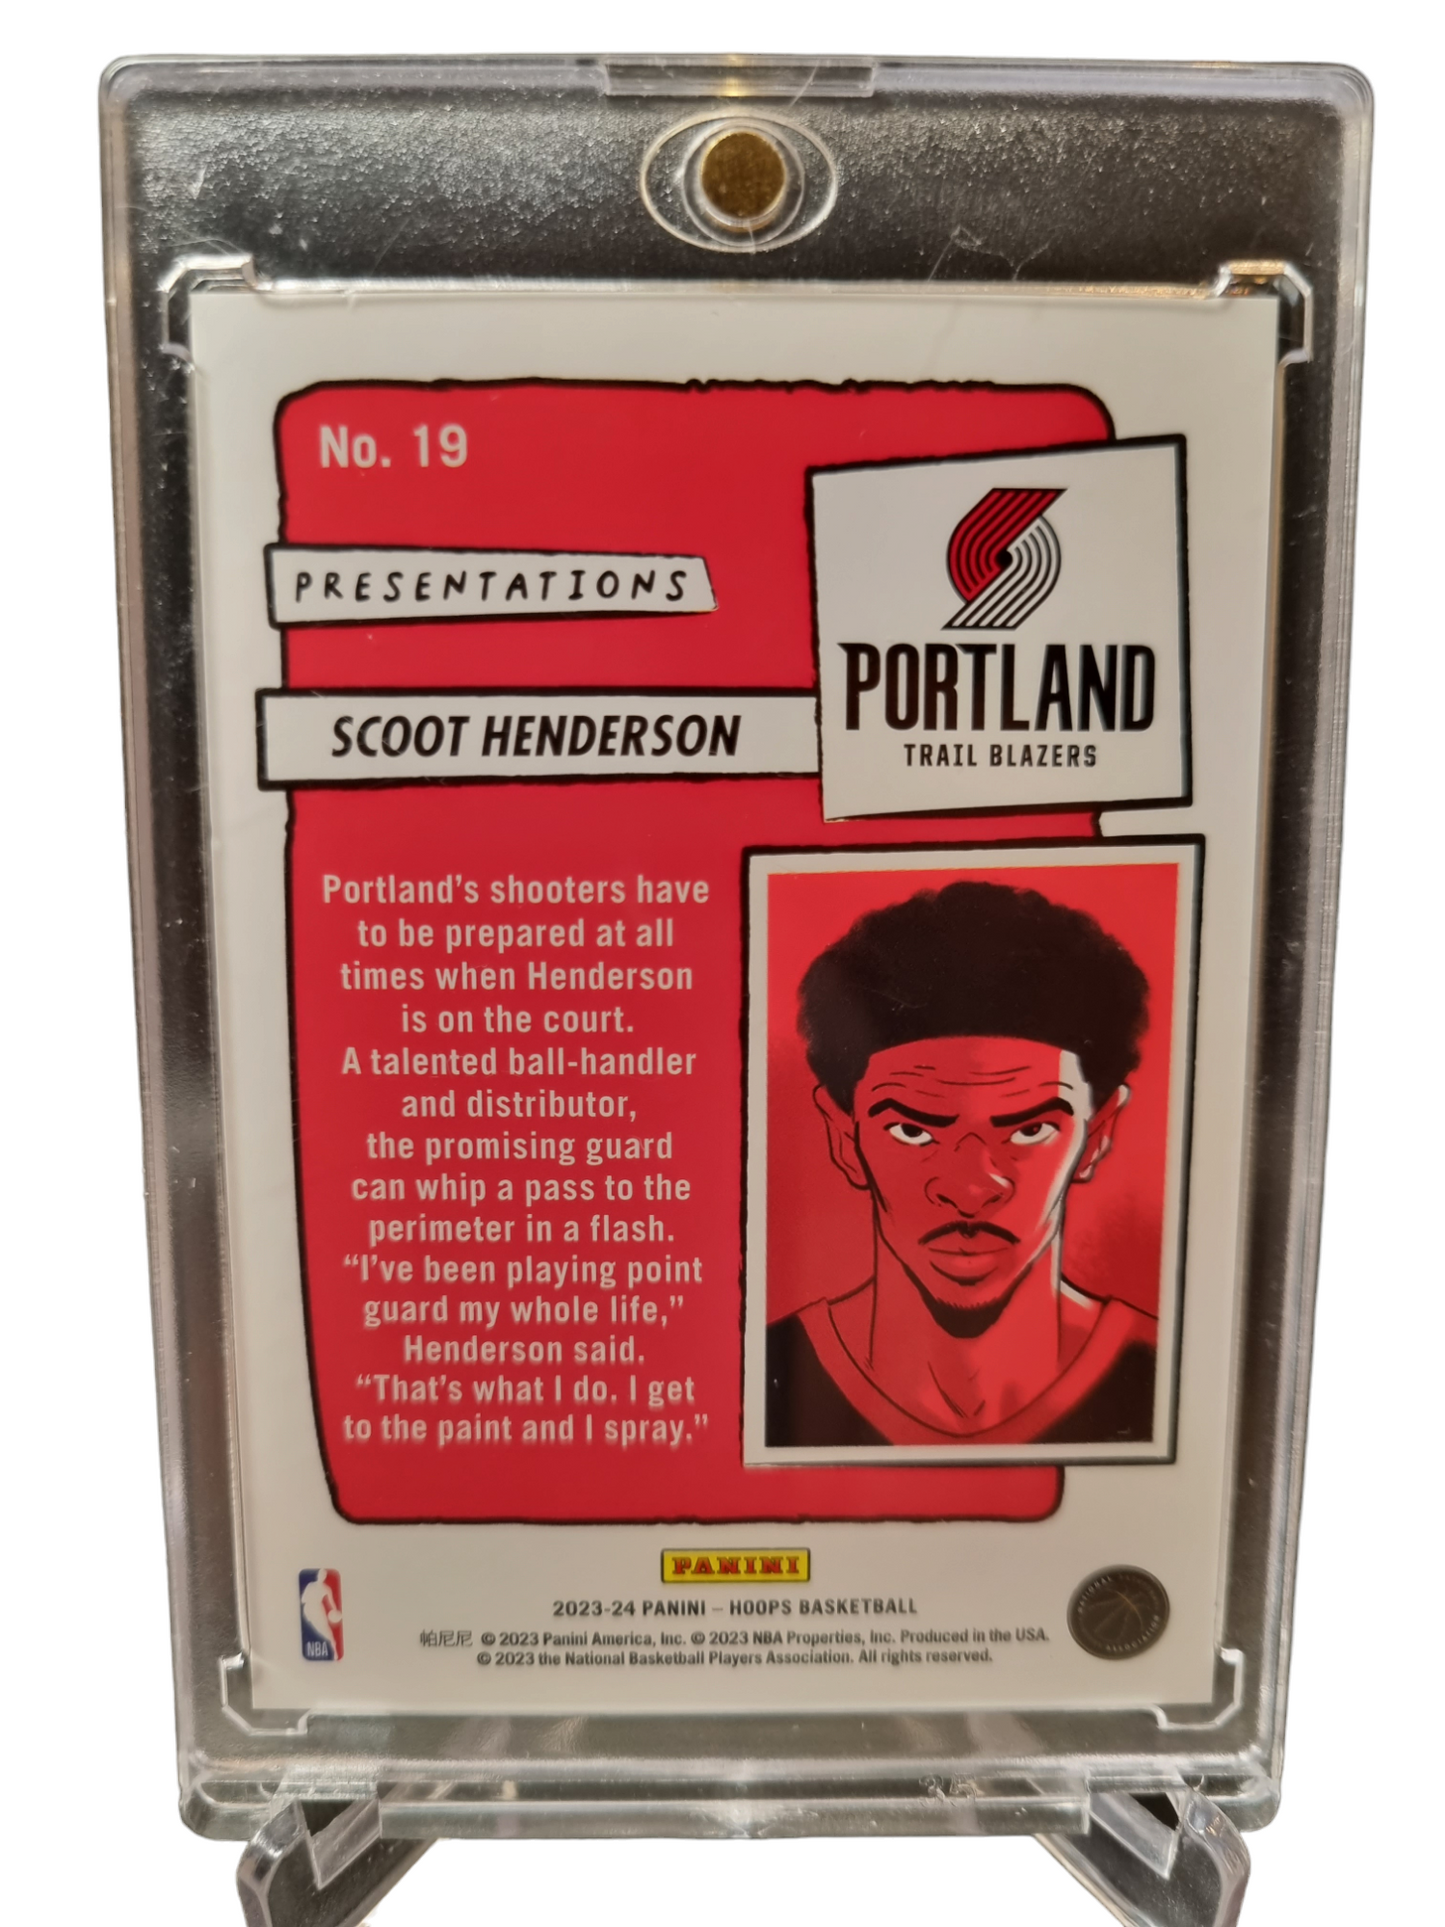 No. 19
PRESENTATIONS
SCOOT HENDERSON
PORTLAND
TRAIL BLAZERS
Portland's shooters have
to be prepared at all
times when Henderson
is on the court.
A talented ball-handler
and distributor,
the promising guard
can whip a pass to the
perimeter in a flash.
“I've been playing point
guard my whole life,”
Henderson said.
“That's what I do. I get
to the paint and I spray.”
PANINI
2023-24 PANINI – HOOPS BASKETBALL
帕尼尼 © 2023 Panini America, Inc. © 2023 NBA Properties, Inc. Produced in the USA.
© 2023 the National Basketball Players Association. All rights reserved.
NBA